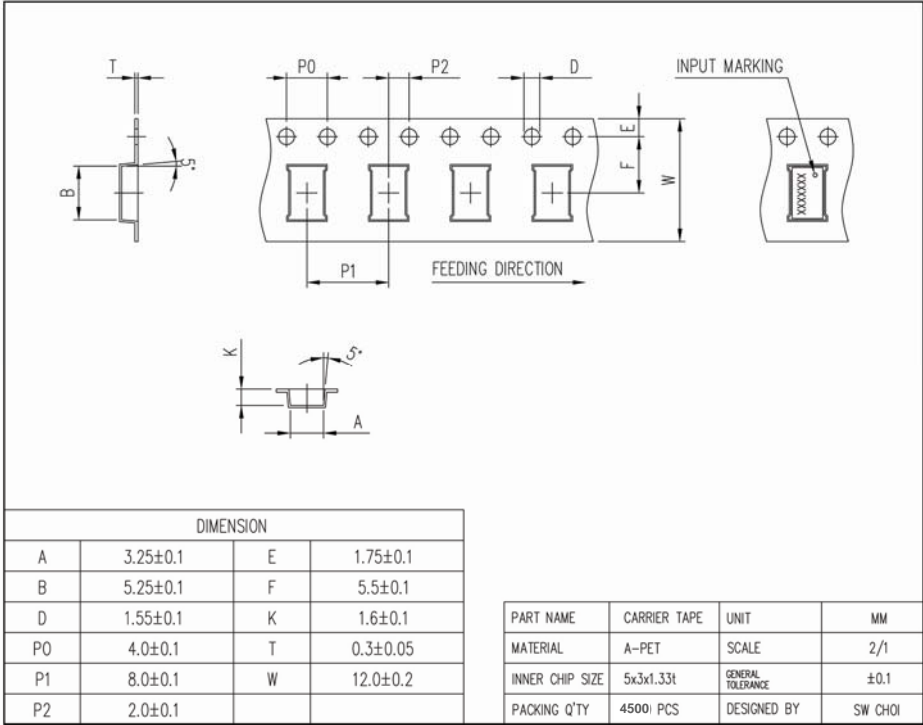 T
P0
P2
D
INPUT MARKING
5°
B
E
F
W
XXXXXXX
P1
FEEDING DIRECTION
K
5°
A
DIMENSION
A 3.25±0.1 E 1.75±0.1
B 5.25±0.1 F 5.5±0.1
D 1.55±0.1 K 1.6±0.1
P0 4.0±0.1 T 0.3±0.05
P1 8.0±0.1 W 12.0±0.2
P2 2.0±0.1
PART NAME CARRIER TAPE UNIT MM
MATERIAL A-PET SCALE 2/1
INNER CHIP SIZE 5x3x1.33t GENERAL TOLERANCE ±0.1
PACKING Q'TY 4500 PCS DESIGNED BY SW CHOI